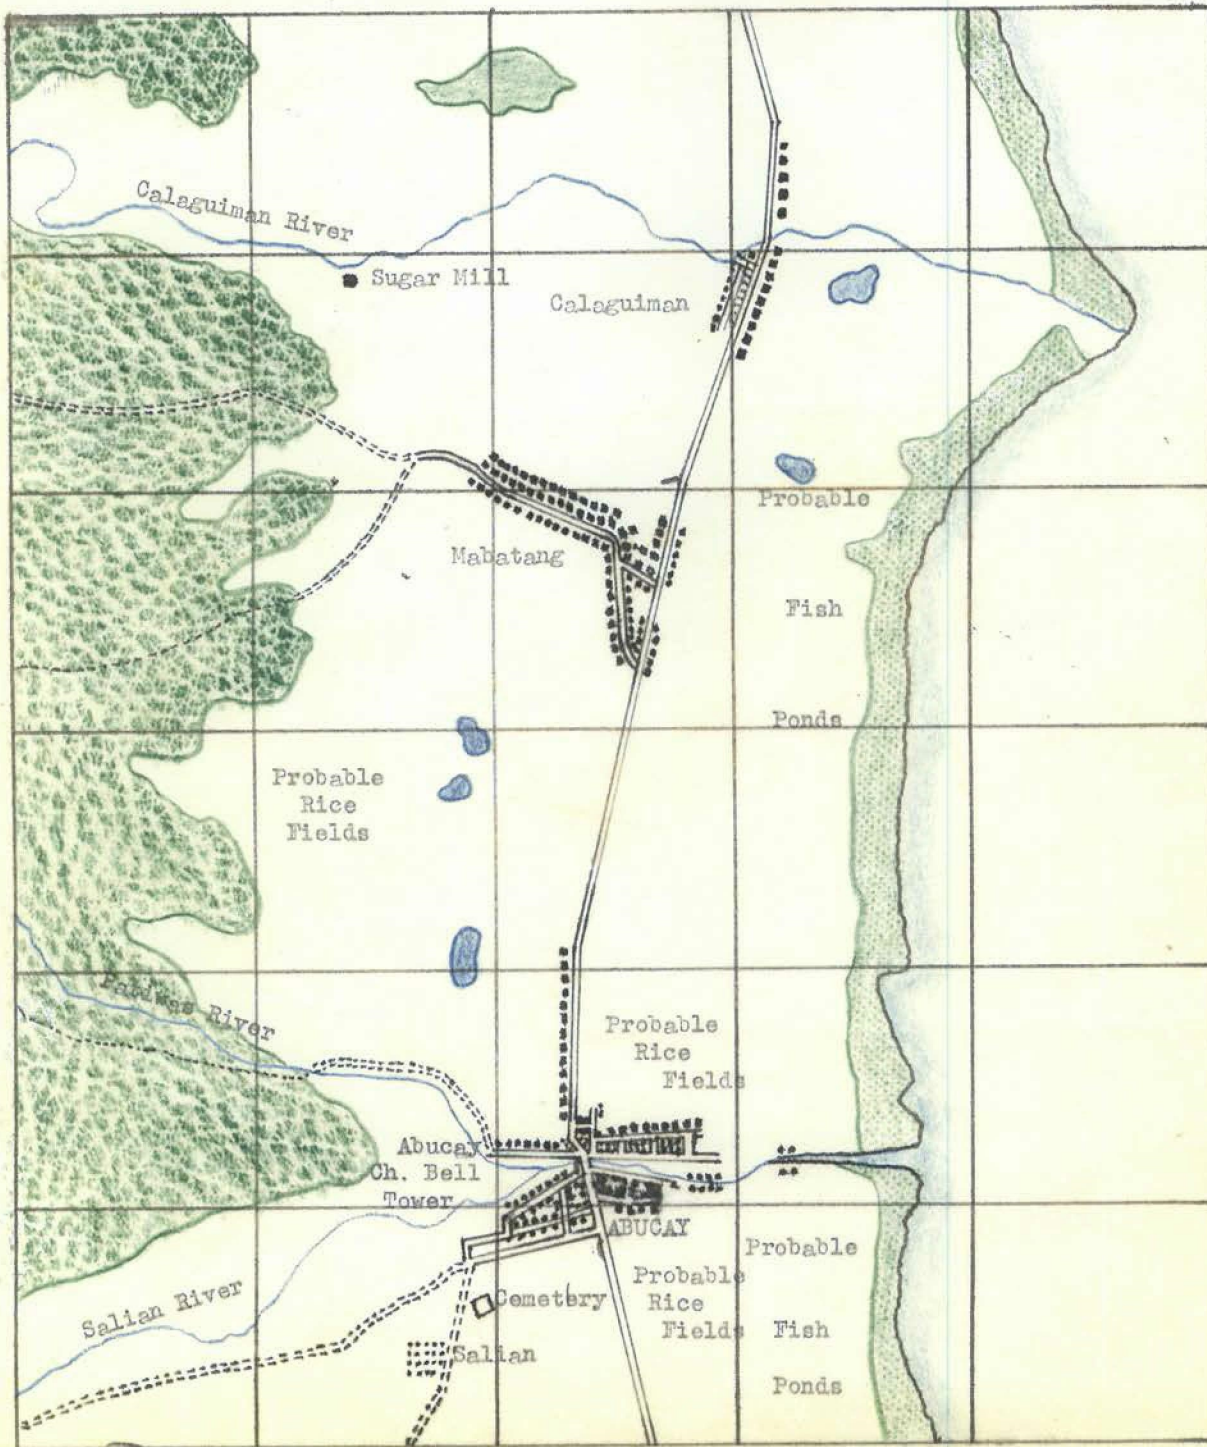 Calaguiman River
Sugar Mill
Calaguiman
Probable
Mabatang
Fish
Ponds
Probable
Rice
Fields
River
Probable
Rice
Fields
Abucay
Ch. Bell
Tower
ABUCAY
Probable
Probable
Rice
Fields
Fish
Ponds
Salian River
Cemetery
Salian